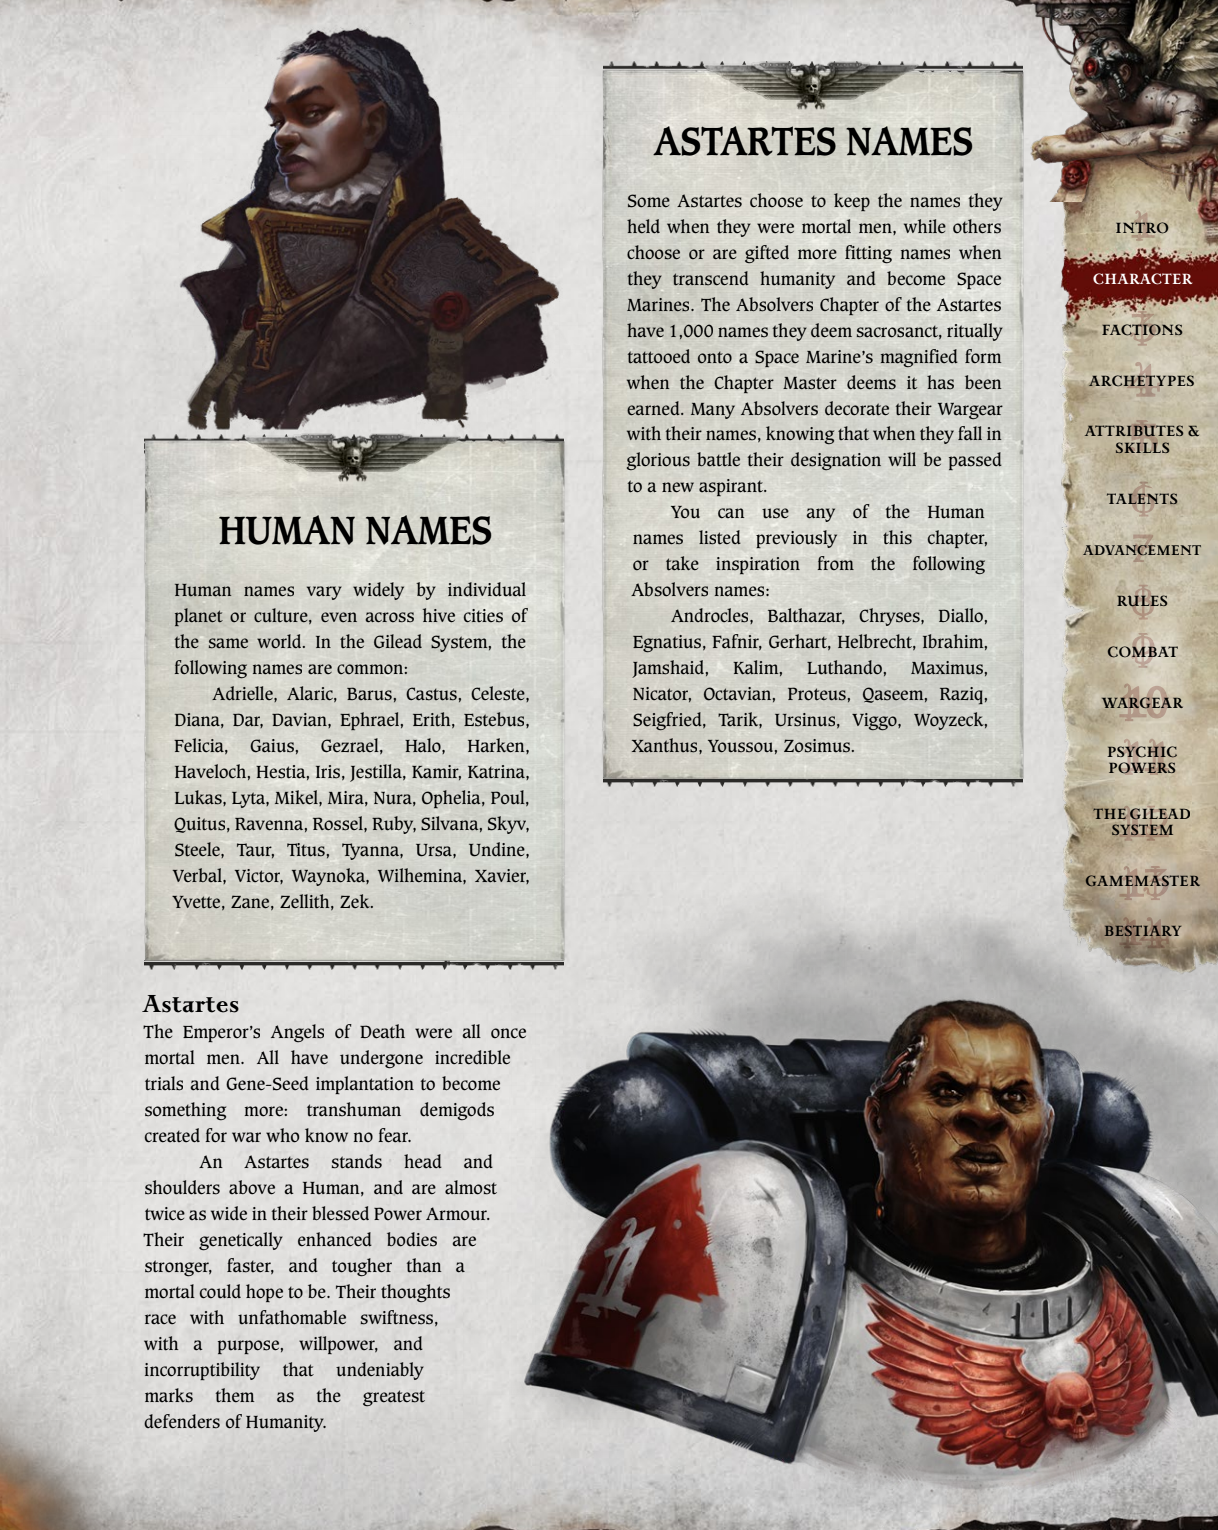 HUMAN NAMES
Human names vary widely by individual
planet or culture, even across hive cities of
the same world. In the Gilead System, the
following names are common:
Adrielle, Alaric, Barus, Castus, Celeste,
Diana, Dar, Davian, Ephrael, Erith, Estebus,
Felicia, Gaius, Gezrael, Halo, Harken,
Haveloch, Hestia, Iris, Jestilla, Kamir, Katrina,
Lukas, Lyta, Mikel, Mira, Nura, Ophelia, Poul,
Quitus, Ravenna, Rossel, Ruby, Silvana, Skyv,
Steele, Taur, Titus, Tyanna, Ursa, Undine,
Verbal, Victor, Waynoka, Wilhemina, Xavier,
Yvette, Zane, Zellith, Zek.
Astartes
The Emperor's Angels of Death were all once
mortal men. All have undergone incredible
trials and Gene-Seed implantation to become
something more: transhuman demigods
created for war who know no fear.
An Astartes stands head and
shoulders above a Human, and are almost
twice as wide in their blessed Power Armour.
Their genetically enhanced bodies are
stronger, faster, and tougher than a
mortal could hope to be. Their thoughts
race with unfathomable swiftness,
with a purpose, willpower, and
incorruptibility that undeniably
marks them as the greatest
defenders of Humanity.
ASTARTES NAMES
Some Astartes choose to keep the names they
held when they were mortal men, while others
choose or are gifted more fitting names when
they transcend humanity and become Space
Marines. The Absolvers Chapter of the Astartes
have 1,000 names they deem sacrosanct, ritually
tattooed onto a Space Marine's magnified form
when the Chapter Master deems it has been
earned. Many Absolvers decorate their Wargear
with their names, knowing that when they fall in
glorious battle their designation will be passed
to a new aspirant.
You can use any of the Human
names listed previously in this chapter,
or take inspiration from the following
Absolvers names:
Androcles, Balthazar, Chryses, Diallo,
Egnatius, Fafnir, Gerhart, Helbrecht, Ibrahim,
Jamshaid, Kalim, Luthando, Maximus,
Nicator, Octavian, Proteus, Qaseem, Raziq,
Seigfried, Tarik, Ursinus, Viggo, Woyzeck,
Xanthus, Youssou, Zosimus.
INTRO
CHARACTER
FACTIONS
ARCHETYPES
ATTRIBUTES &
SKILLS
TALENTS
ADVANCEMENT
RULES
COMBAT
WARGEAR
PSYCHIC
POWERS
THE GILEAD
SYSTEM
GAMEMASTER
BESTIARY